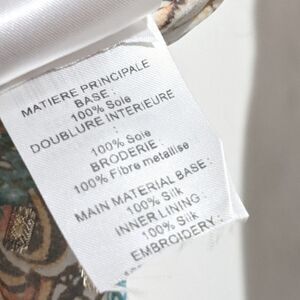 MATIERE PRINCIPALE
BASE :
100% Soie
DOUBLURE INTERIEURE
:
100% Soie
BRODERIE :
100% Fibre metallise
MAIN MATERIAL BASE :
100% Silk
INNER LINING :
100% Silk
EMBROIDERY :